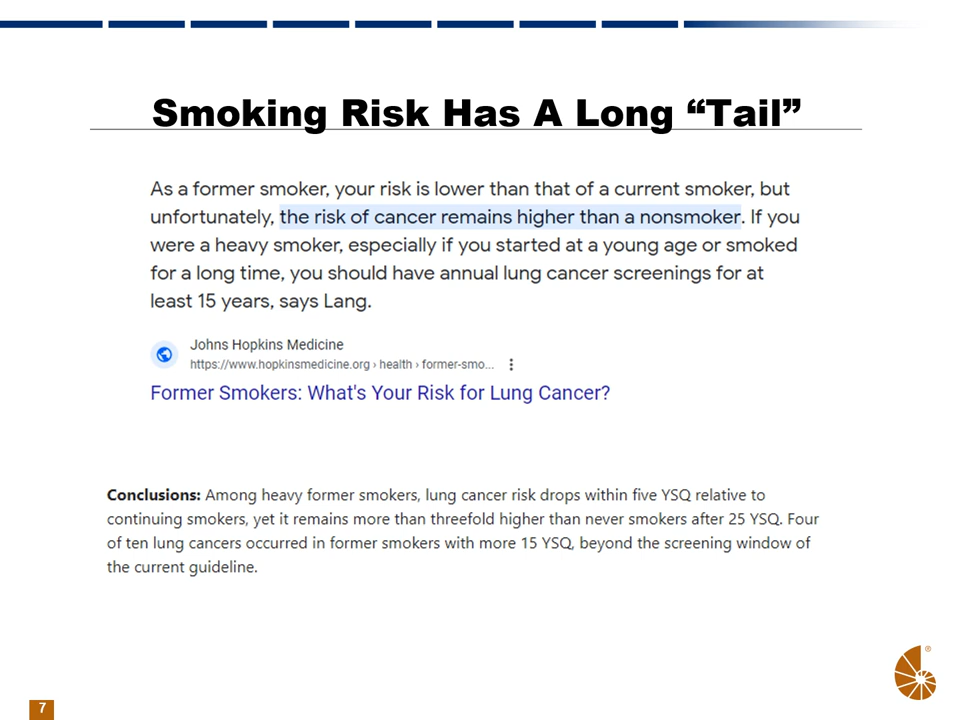 Smoking Risk Has A Long “Tail”
As a former smoker, your risk is lower than that of a current smoker, but
unfortunately, the risk of cancer remains higher than a nonsmoker. If you
were a heavy smoker, especially if you started at a young age or smoked
for a long time, you should have annual lung cancer screenings for at
least 15 years, says Lang.
Johns Hopkins Medicine
https://www.hopkinsmedicine.org › health › former-smo...
Former Smokers: What's Your Risk for Lung Cancer?
Conclusions: Among heavy former smokers, lung cancer risk drops within five YSQ relative to
continuing smokers, yet it remains more than threefold higher than never smokers after 25 YSQ. Four
of ten lung cancers occurred in former smokers with more 15 YSQ, beyond the screening window of
the current guideline.
®
7